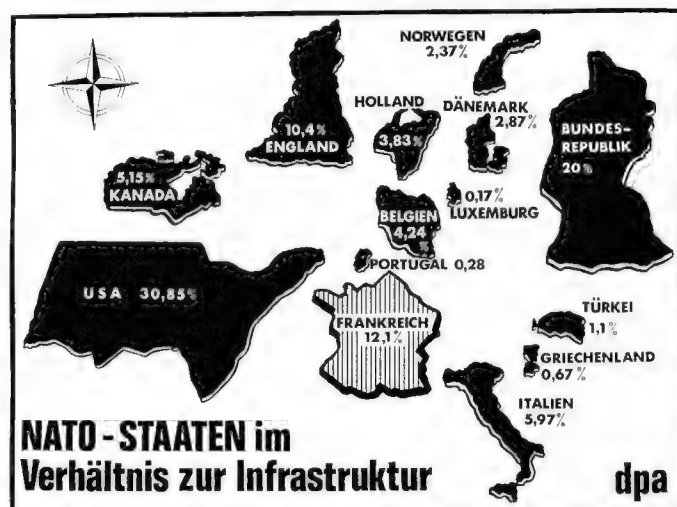 NORWEGEN
2,37%
HOLLAND
3,83%
DÄNEMARK
2,87%
10,4%
ENGLAND
BUNDES-
REPUBLIK
20%
5,15%
KANADA
0,17%
LUXEMBURG
BELGIEN
4,24
%
PORTUGAL 0,28
USA 30,85%
FRANKREICH
12,1%
TÜRKEI
1,1%
GRIECHENLAND
0,67%
ITALIEN
5,97%
NATO-STAATEN im
Verhältnis zur Infrastruktur
dpa